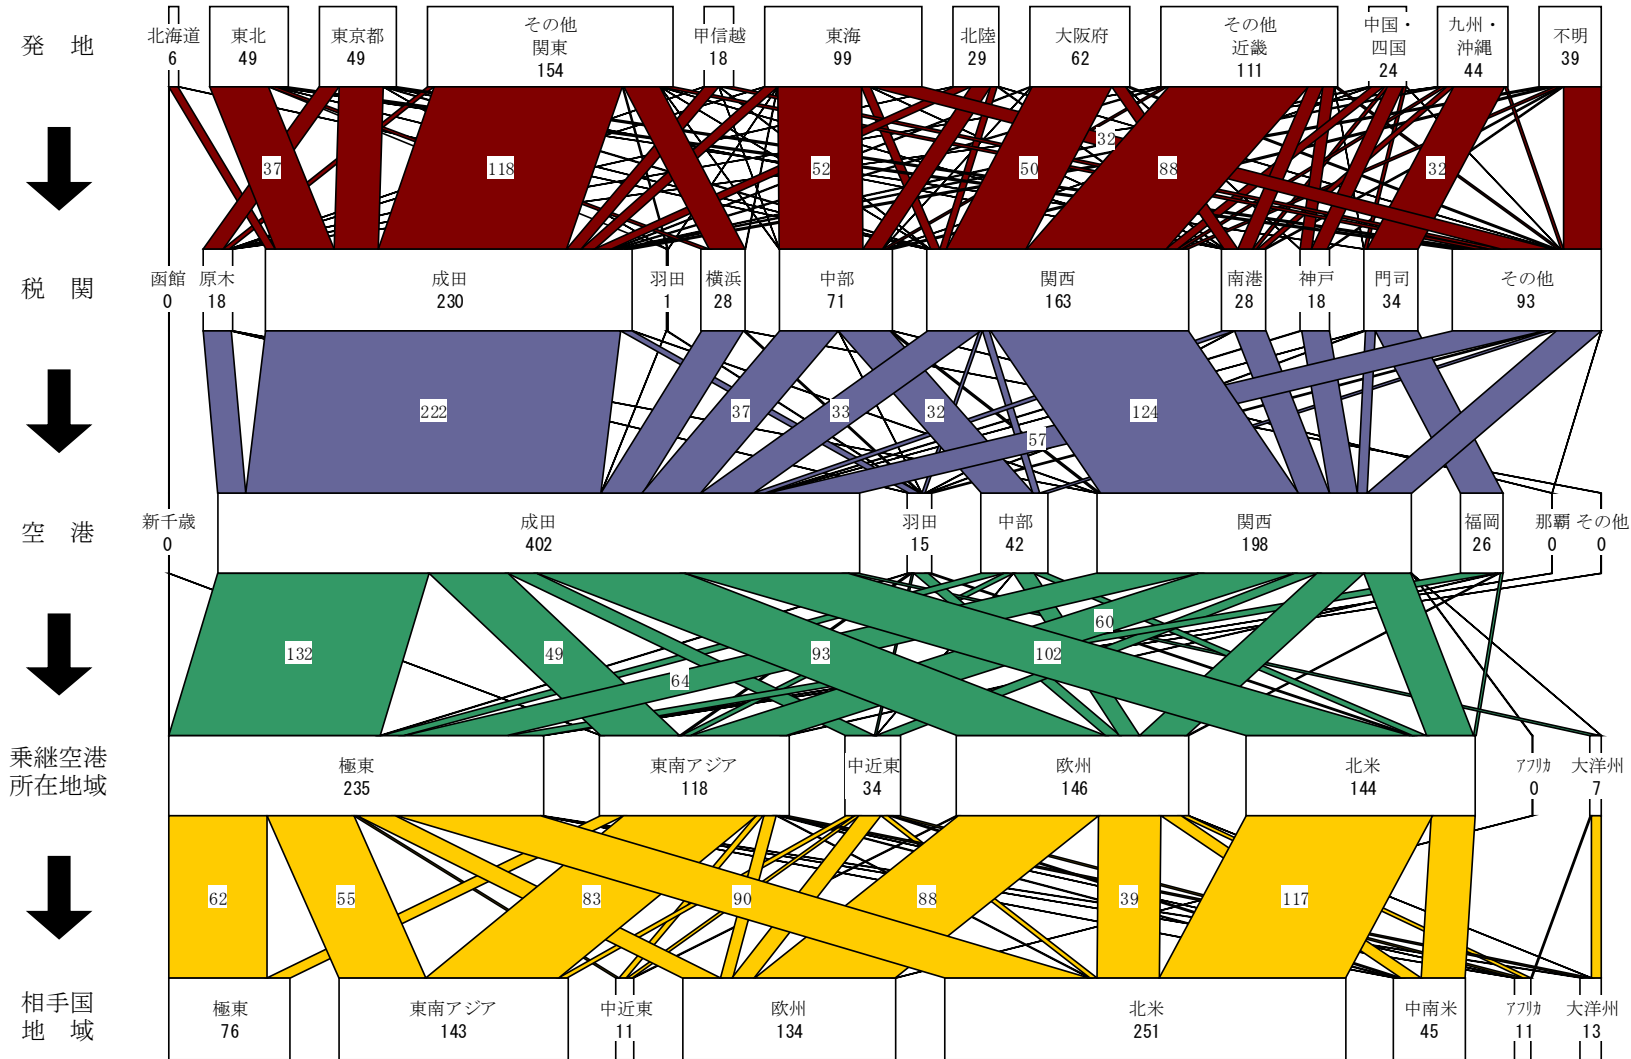 発　地
北海道
6
東北
49
東京都
49
その他
関東
154
甲信越
18
東海
99
北陸
29
大阪府
62
その他
近畿
111
中国・
四国
24
九州・
沖縄
44
不明
39
37
118
52
50
32
88
32
税　関
函館
0
原木
18
成田
230
羽田
1
横浜
28
中部
71
関西
163
南港
28
神戸
18
門司
34
その他
93
222
37
33
32
57
124
空　港
新千歳
0
成田
402
羽田
15
中部
42
関西
198
福岡
26
那覇
0
その他
0
132
49
64
93
102
60
乗継空港
所在地域
極東
235
東南アジア
118
中近東
34
欧州
146
北米
144
ｱﾌﾘｶ
0
大洋州
7
62
55
83
90
88
39
117
相手国
地　域
極東
76
東南アジア
143
中近東
11
欧州
134
北米
251
中南米
45
ｱﾌﾘｶ
11
大洋州
13